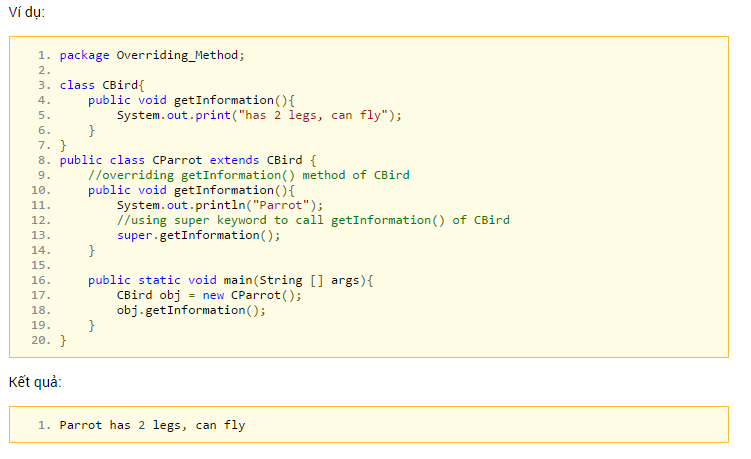 Ví dụ:
1. package Overriding_Method;
2.
3. class CBird{
4.     public void getInformation(){
5.         System.out.print("has 2 legs, can fly");
6.     }
7. }
8. public class CParrot extends CBird {
9.     //overriding getInformation() method of CBird
10.     public void getInformation(){
11.         System.out.println("Parrot");
12.         //using super keyword to call getInformation() of CBird
13.         super.getInformation();
14.     }
15.
16.     public static void main(String [] args){
17.         CBird obj = new CParrot();
18.         obj.getInformation();
19.     }
20. }
Kết quả:
1. Parrot has 2 legs, can fly